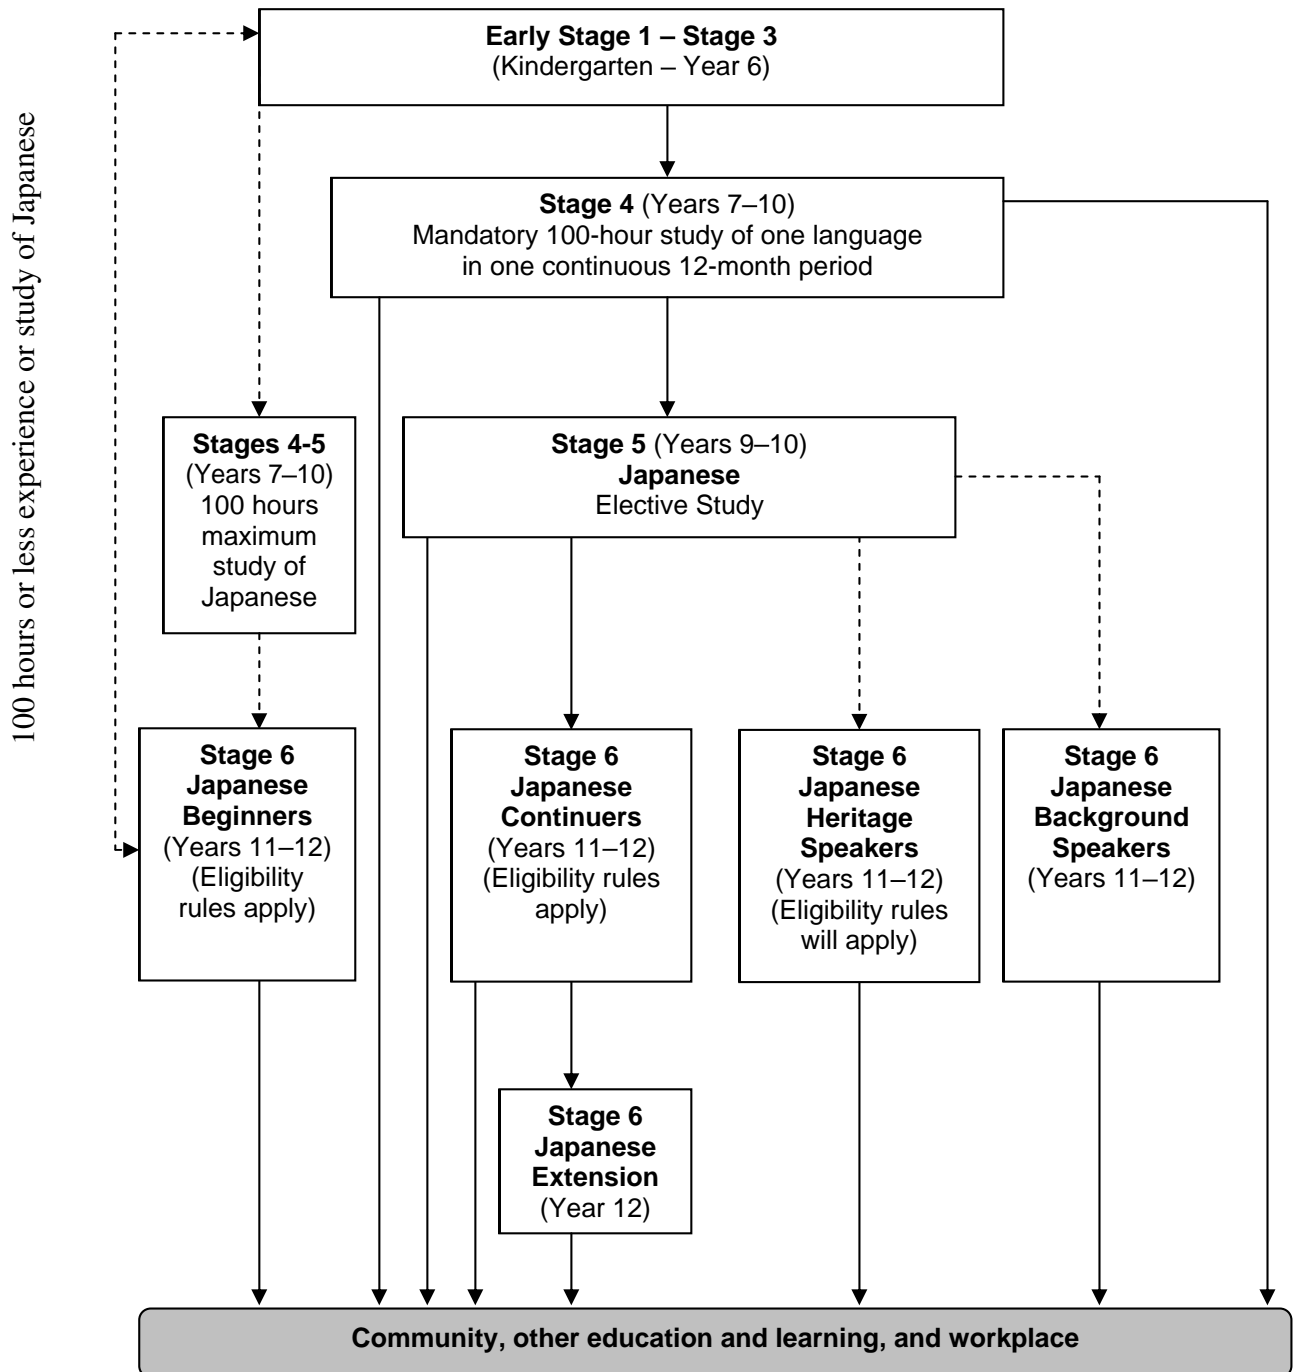 Early Stage 1 – Stage 3
(Kindergarten – Year 6)
100 hours or less experience or study of Japanese
Stage 4 (Years 7–10)
Mandatory 100-hour study of one language
in one continuous 12-month period
Stages 4-5
(Years 7–10)
100 hours
maximum
study of
Japanese
Stage 5 (Years 9–10)
Japanese
Elective Study
Stage 6
Japanese
Beginners
(Years 11–12)
(Eligibility
rules apply)
Stage 6
Japanese
Continuers
(Years 11–12)
(Eligibility rules
apply)
Stage 6
Japanese
Heritage
Speakers
(Years 11–12)
(Eligibility rules
will apply)
Stage 6
Japanese
Background
Speakers
(Years 11–12)
Stage 6
Japanese
Extension
(Year 12)
Community, other education and learning, and workplace